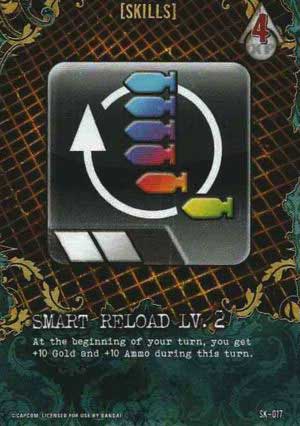 [SKILLS]
4
XP
SMART RELOAD LV. 2
At the beginning of your turn, you get
+10 Gold and +10 Ammo during this turn.
©CAPCOM. LICENSED FOR USE BY BANDAI
SK-017